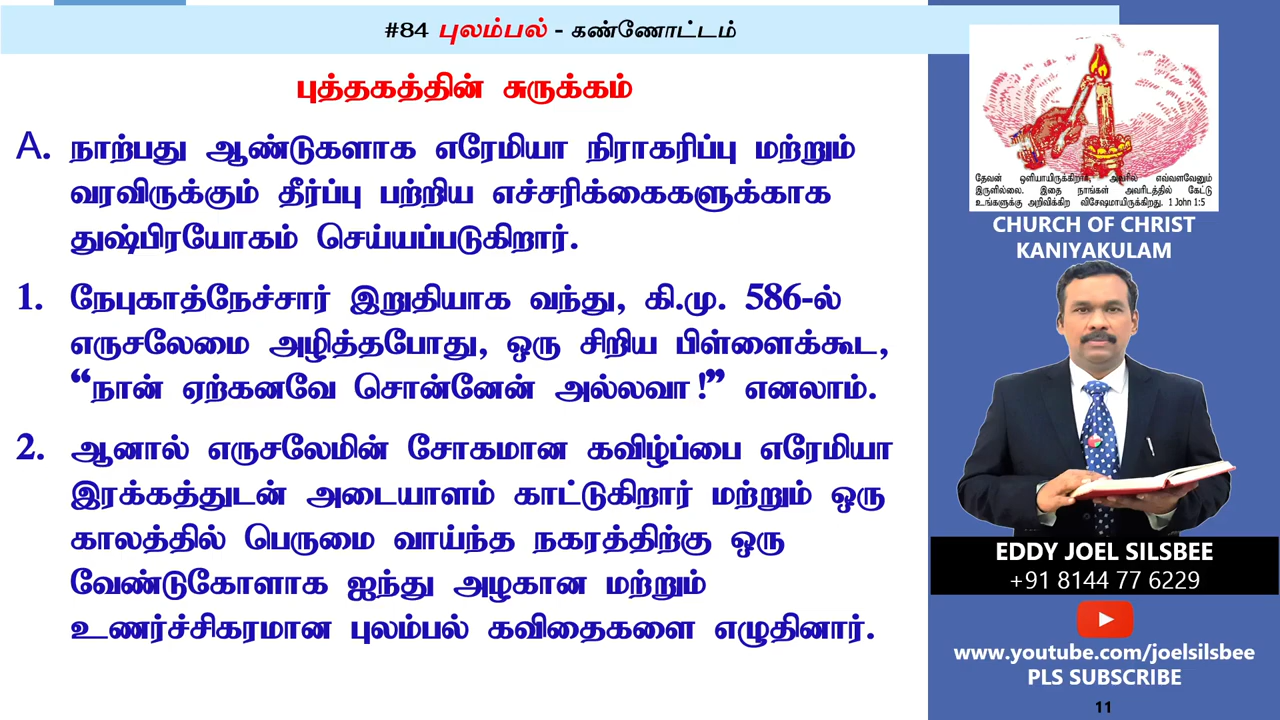 #84 புலம்பல் - கண்ணோட்டம்
புத்தகத்தின் சுருக்கம்
A. நாற்பது ஆண்டுகளாக எரேமியா நிராகரிப்பு மற்றும்
வரவிருக்கும் தீர்ப்பு பற்றிய எச்சரிக்கைகளுக்காக
துஷ்பிரயோகம் செய்யப்படுகிறார்.
1. நேபுகாத்நேச்சார் இறுதியாக வந்து, கி.மு. 586-ல்
எருசலேமை அழித்தபோது, ஒரு சிறிய பிள்ளைக்கூட,
“நான் ஏற்கனவே சொன்னேன் அல்லவா!” எனலாம்.
2. ஆனால் எருசலேமின் சோகமான கவிழ்ப்பை எரேமியா
இரக்கத்துடன் அடையாளம் காட்டுகிறார் மற்றும் ஒரு
காலத்தில் பெருமை வாய்ந்த நகரத்திற்கு ஒரு
வேண்டுகோளாக ஐந்து அழகான மற்றும்
உணர்ச்சிகரமான புலம்பல் கவிதைகளை எழுதினார்.
தேவன் ஒளியாயிருக்கிறார், அவரில் எவ்வளவேனும்
இருளில்லை. இதை நாங்கள் அவரிடத்தில் கேட்டு
உங்களுக்கு அறிவிக்கிற விசேஷமாயிருக்கிறது. 1 John 1:5
CHURCH OF CHRIST
KANIYAKULAM
EDDY JOEL SILSBEE
+91 8144 77 6229
www.youtube.com/joelsilsbee
PLS SUBSCRIBE
11